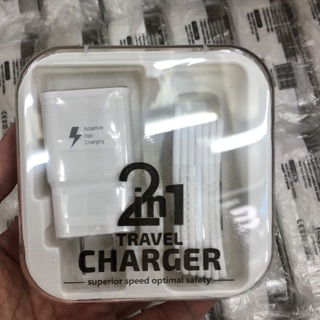 Adaptive
Fast
Charging
2in1
TRAVEL
CHARGER
superior speed optimal safety